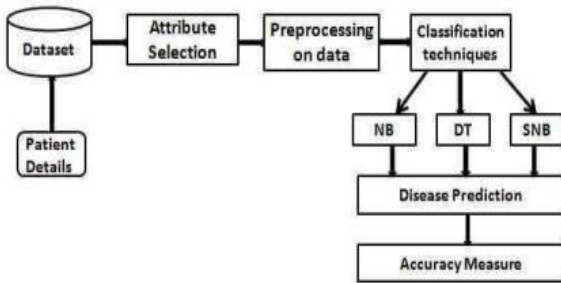 Dataset
Attribute
Selection
Preprocessing
on data
Classification
techniques
Patient
Details
NB
DT
SNB
Disease Prediction
Accuracy Measure